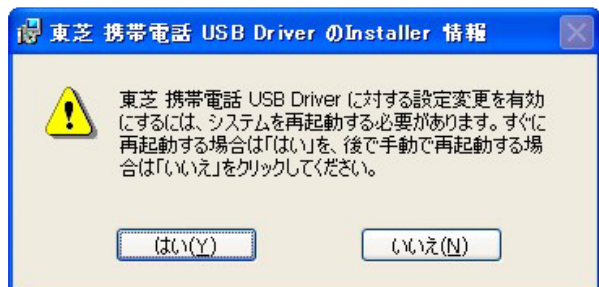 東芝 携帯電話 USB Driver のInstaller 情報
東芝 携帯電話 USB Driver に対する設定変更を有効
にするには、システムを再起動する必要があります。すぐに
再起動する場合は「はい」を、後で手動で再起動する場
合は「いいえ」をクリックしてください。
はい(Y) いいえ(N)